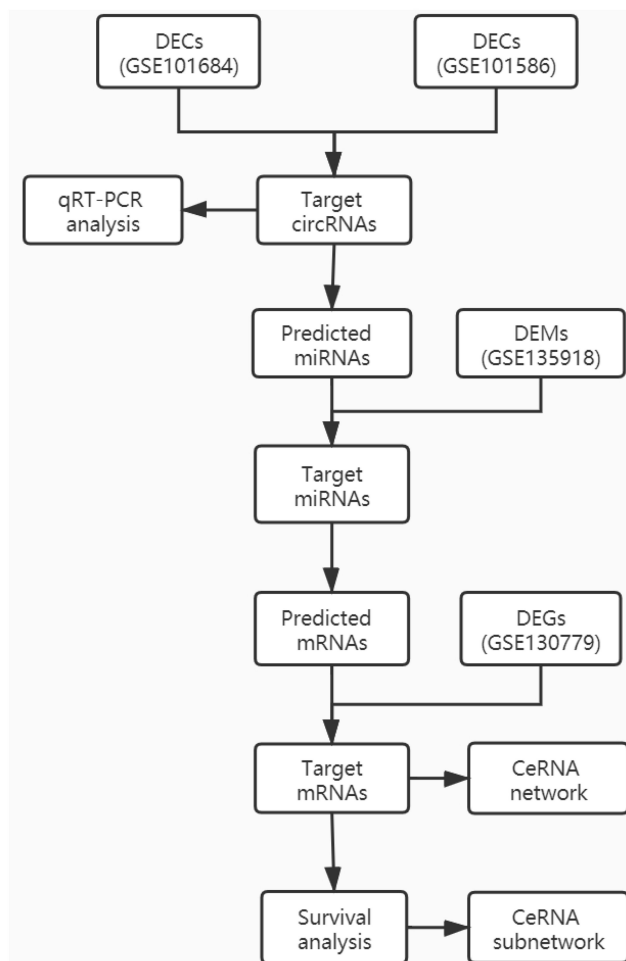 DECs
(GSE101684)
DECs
(GSE101586)
qRT-PCR
analysis
Target
circRNAs
Predicted
miRNAs
DEMs
(GSE135918)
Target
miRNAs
Predicted
mRNAs
DEGs
(GSE130779)
Target
mRNAs
CeRNA
network
Survival
analysis
CeRNA
subnetwork